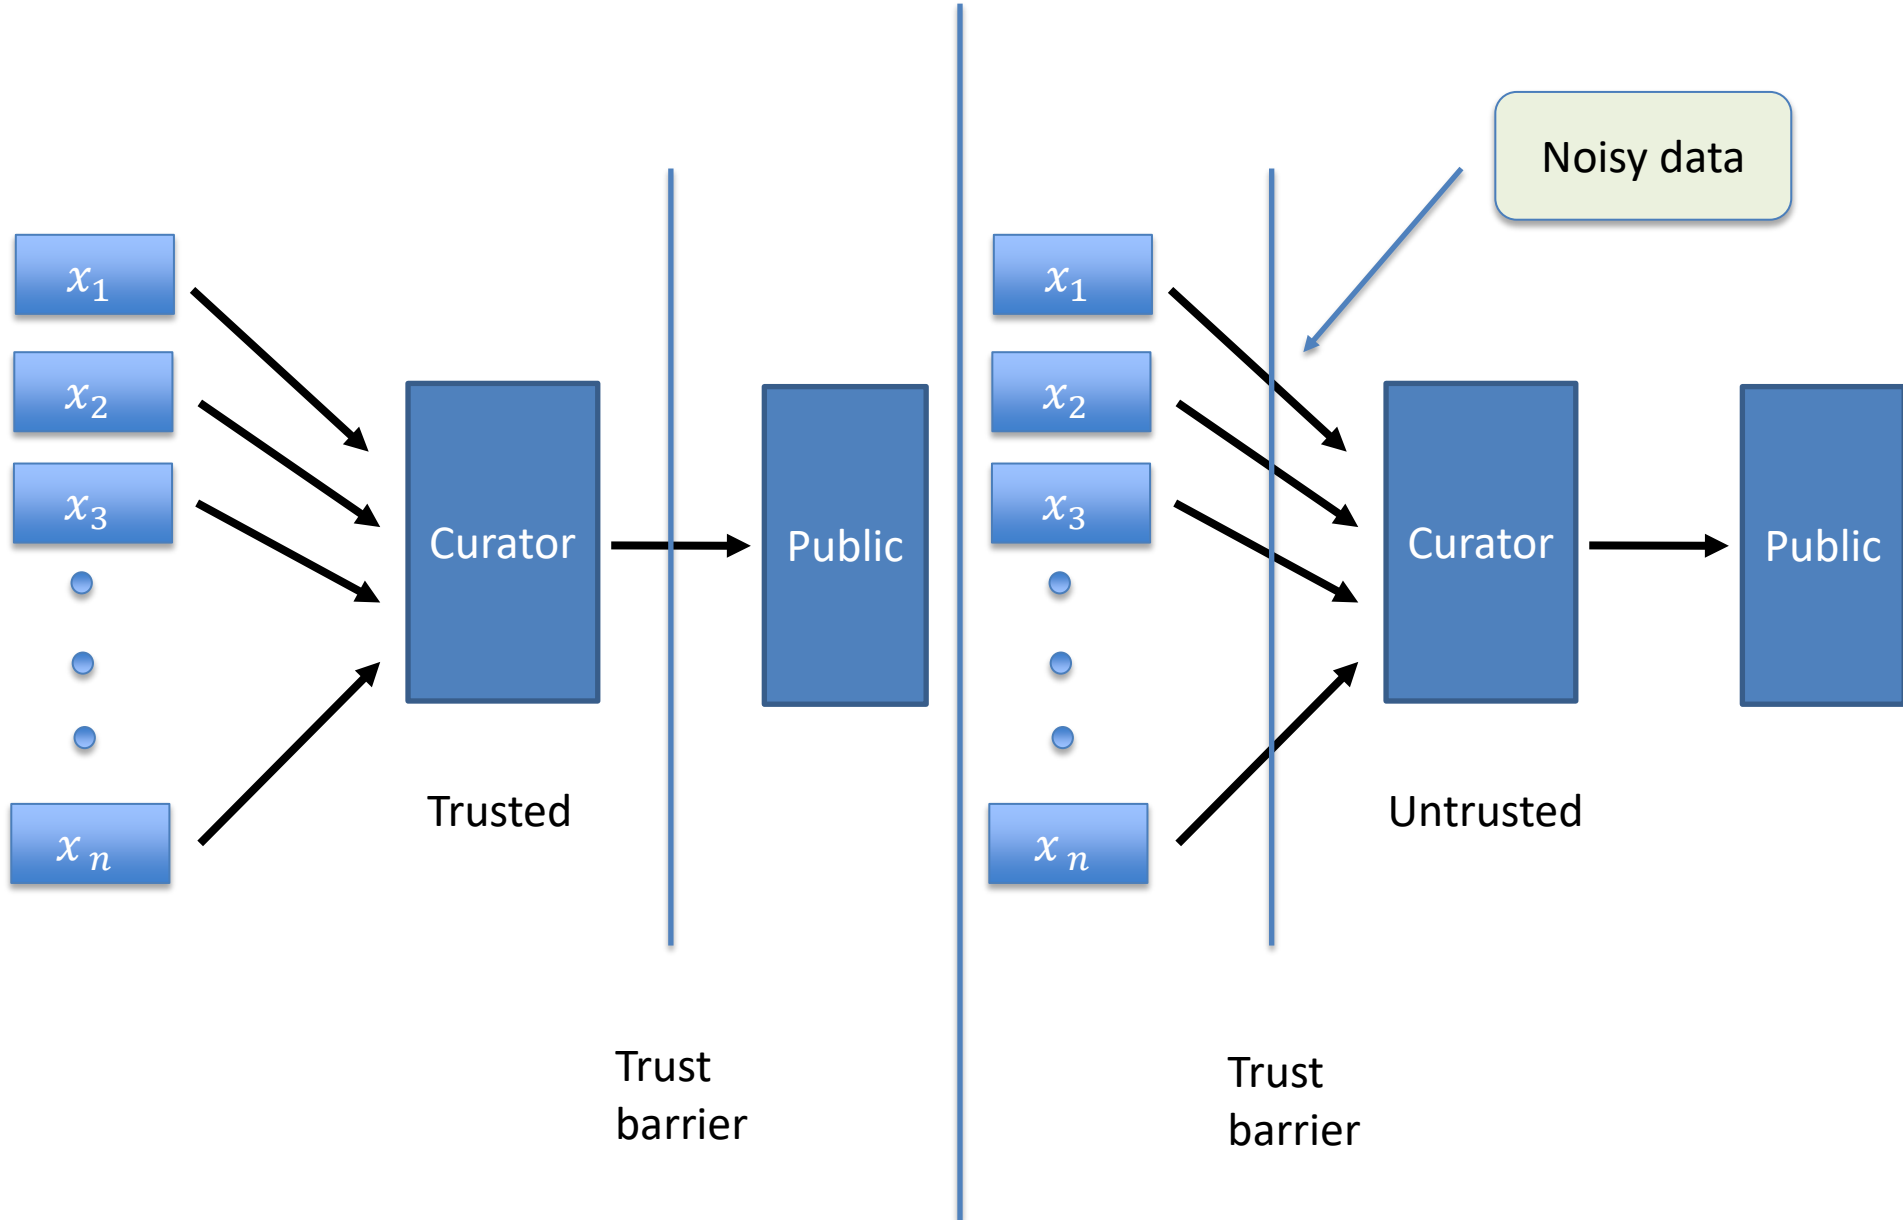 x1
x2
x3
Curator
Public
xn
Trusted
Trust
barrier
Noisy data
x1
x2
x3
Curator
Public
xn
Untrusted
Trust
barrier